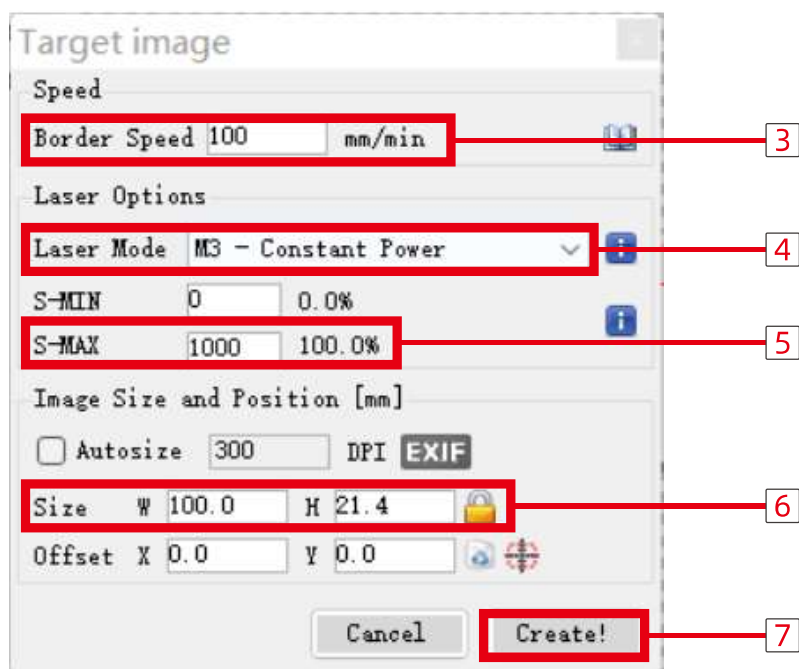 Target image
Speed
Border Speed 100 mm/min
3
Laser Options
Laser Mode M3 - Constant Power
4
S-MIN 0 0.0%
S-MAX 1000 100.0%
5
Image Size and Position [mm]
Autosize 300 DPI EXIF
Size W 100.0 H 21.4
6
Offset X 0.0 Y 0.0
Cancel Create!
7